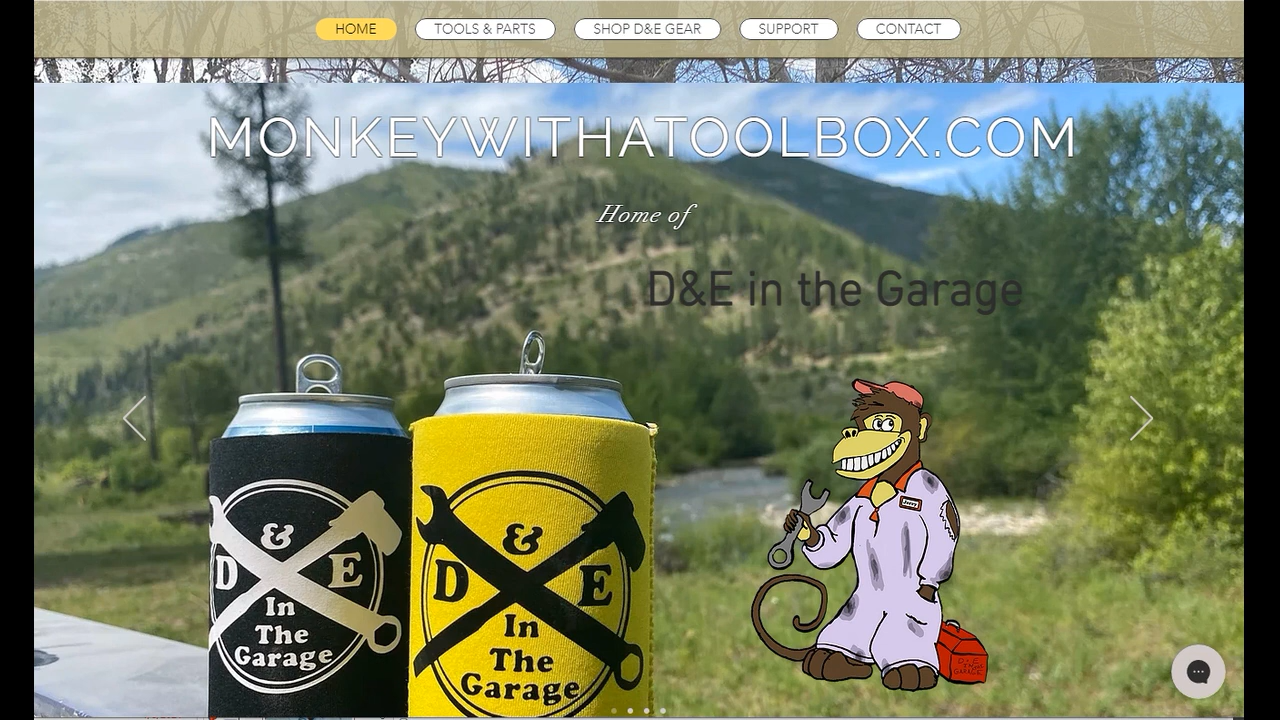 HOME
TOOLS & PARTS
SHOP D&E GEAR
SUPPORT
CONTACT
MONKEYWITHATOOLBOX.COM
Home of
D&E in the Garage
&
D E
In
The
Garage
&
D E
In
The
Garage
D&E
GARAGE